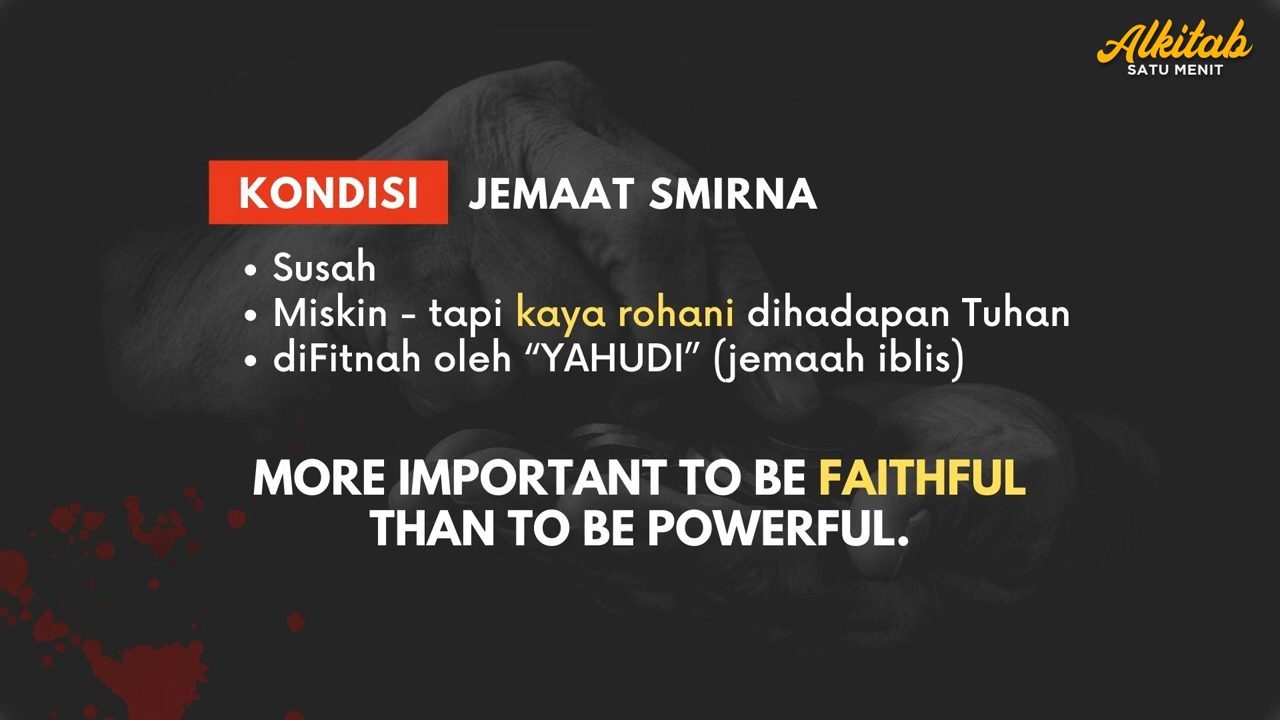 Alkitab
SATU MENIT
KONDISI JEMAAT SMIRNA
• Susah
• Miskin - tapi kaya rohani dihadapan Tuhan
• diFitnah oleh “YAHUDI” (jemaah iblis)
MORE IMPORTANT TO BE FAITHFUL
THAN TO BE POWERFUL.